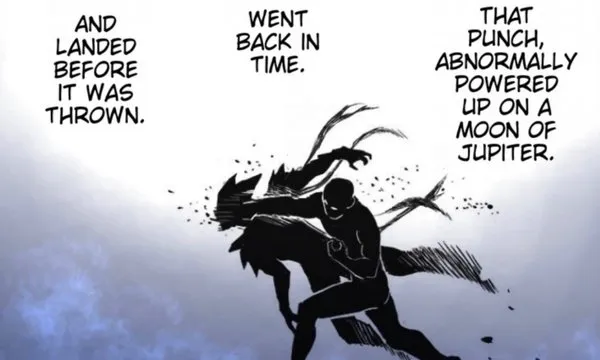 THAT
PUNCH,
ABNORMALLY
POWERED
UP ON A
MOON OF
JUPITER.
WENT
BACK IN
TIME.
AND
LANDED
BEFORE
IT WAS
THROWN.